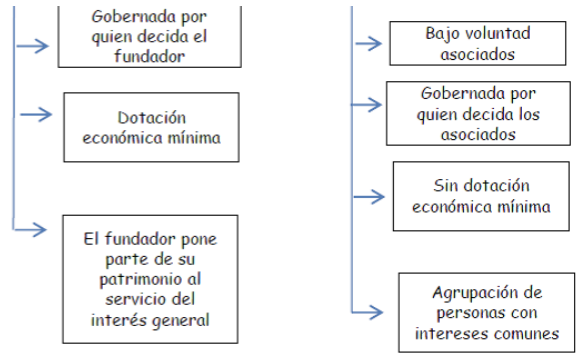 Gobernada por
quien decida el
fundador
Dotación
económica mínima
El fundador pone
parte de su
patrimonio al
servicio del
interés general
Bajo voluntad
asociados
Gobernada por
quien decida los
asociados
Sin dotación
económica mínima
Agrupación de
personas con
intereses comunes